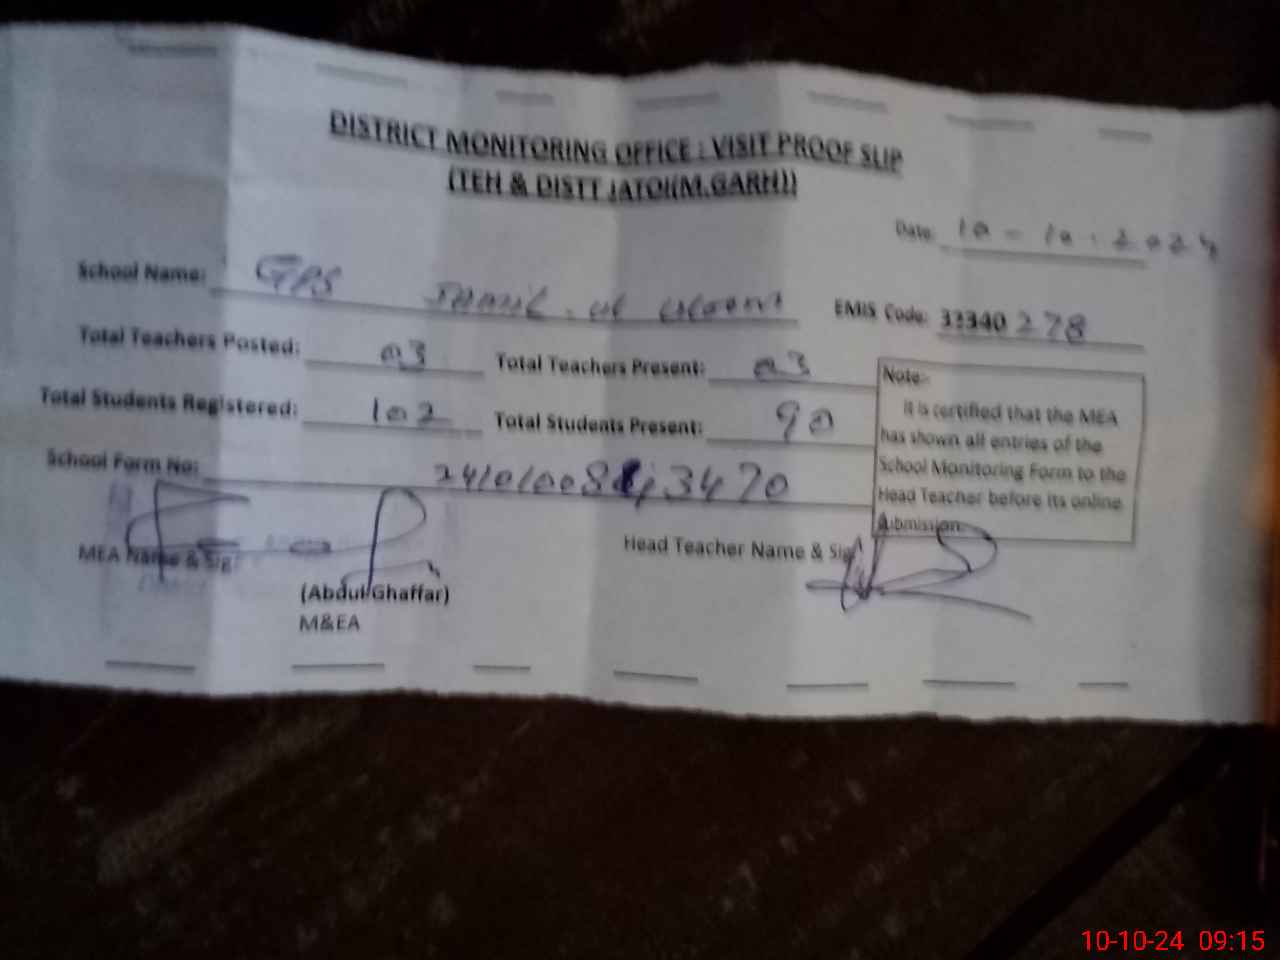 DISTRICT MONITORING OFFICE : VISIT PROOF SLIP
(TEH & DISTT JATOI(M.GARH))
Date: 10-10-2024
School Name: GPS
EMIS Code: 33340278
Total Teachers Posted: 03 Total Teachers Present: 03
Total Students Registered: 102 Total Students Present: 90
Note:-
It is certified that the MEA
has shown all entries of the
School Monitoring Form to the
Head Teacher before its online
submission.
School Form No:
MEA Name & Sig:
Head Teacher Name & Sig:
(Abdul Ghaffar)
M&EA
10-10-24 09:15